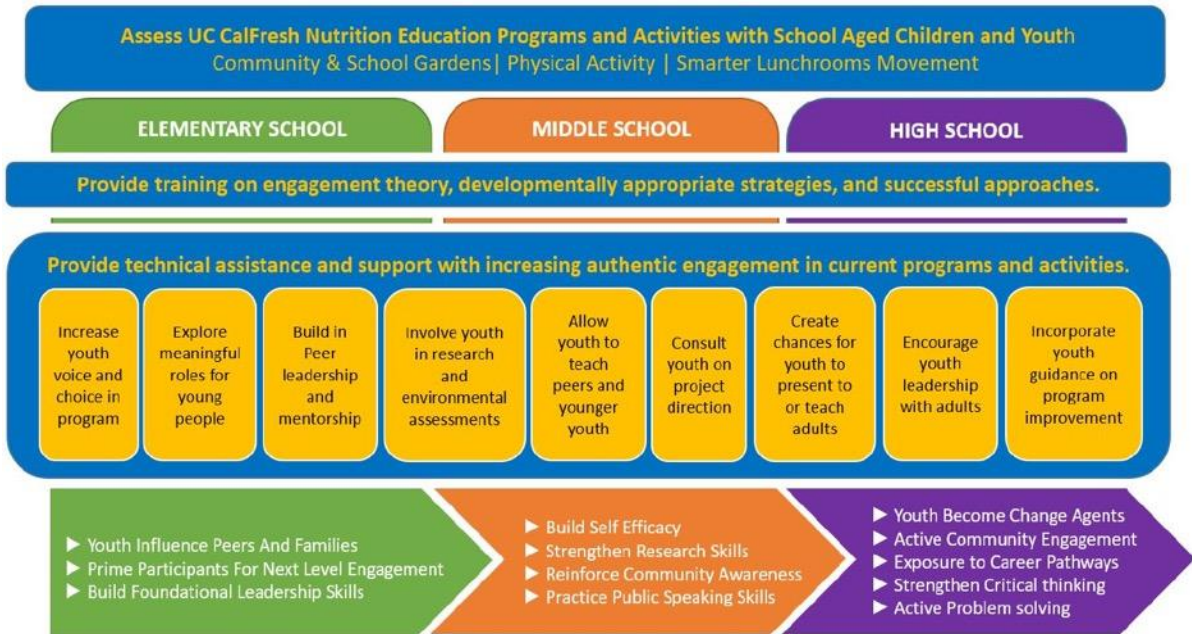 Assess UC CalFresh Nutrition Education Programs and Activities with School Aged Children and Youth
Community & School Gardens| Physical Activity | Smarter Lunchrooms Movement
ELEMENTARY SCHOOL
MIDDLE SCHOOL
HIGH SCHOOL
Provide training on engagement theory, developmentally appropriate strategies, and successful approaches.
Provide technical assistance and support with increasing authentic engagement in current programs and activities.
Increase
youth
voice and
choice in
program
Explore
meaningful
roles for
young
people
Build in
Peer
leadership
and
mentorship
Involve youth
in research
and
environmental
assessments
Allow
youth to
teach
peers and
younger
youth
Consult
youth on
project
direction
Create
chances for
youth to
present to
or teach
adults
Encourage
youth
leadership
with adults
Incorporate
youth
guidance on
program
improvement
► Youth Influence Peers And Families
► Prime Participants For Next Level Engagement
► Build Foundational Leadership Skills
► Build Self Efficacy
► Strengthen Research Skills
► Reinforce Community Awareness
► Practice Public Speaking Skills
► Youth Become Change Agents
► Active Community Engagement
► Exposure to Career Pathways
► Strengthen Critical thinking
► Active Problem solving